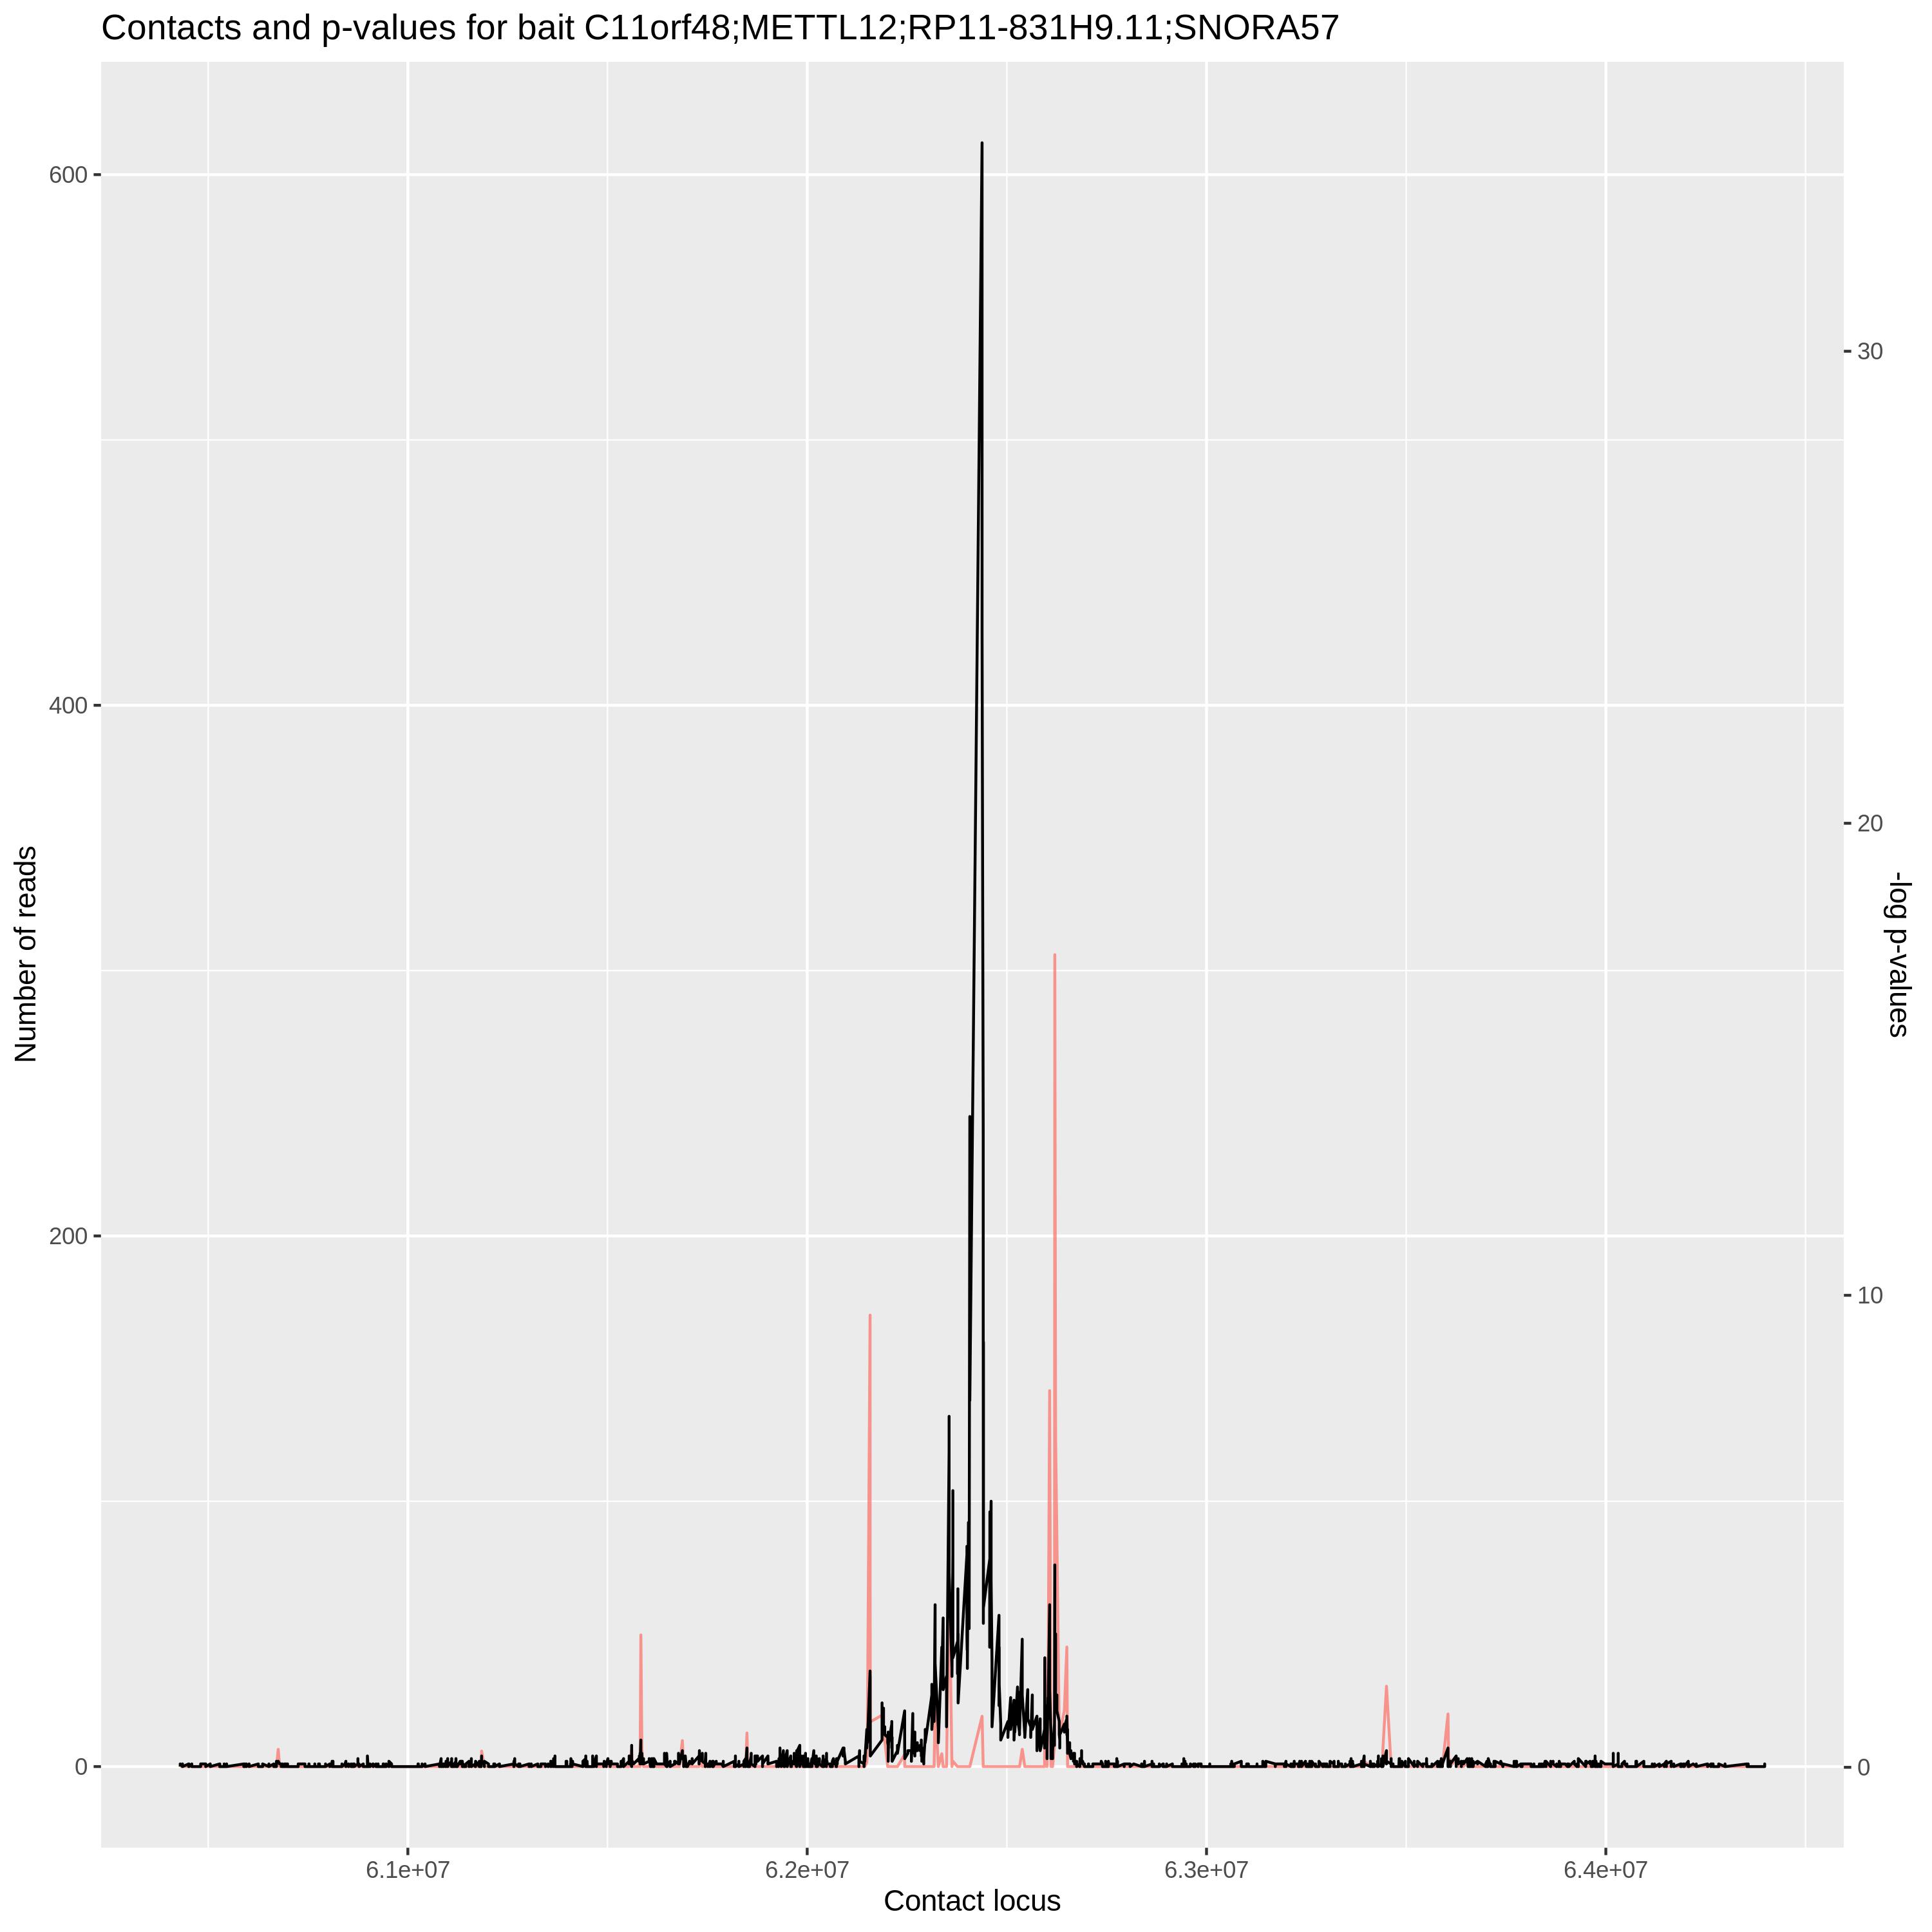 Contacts and p-values for bait C11orf48;METTL12;RP11-831H9.11;SNORA57
600
400
200
0
Number of reads
30
20
10
0
-log p-values
6.1e+07
6.2e+07
6.3e+07
6.4e+07
Contact locus